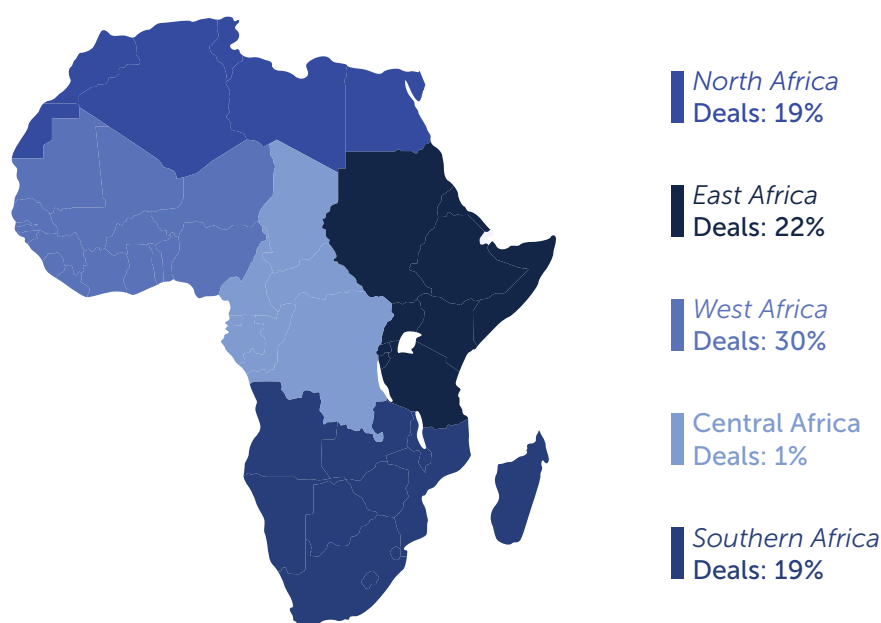 North Africa
Deals: 19%
East Africa
Deals: 22%
West Africa
Deals: 30%
Central Africa
Deals: 1%
Southern Africa
Deals: 19%